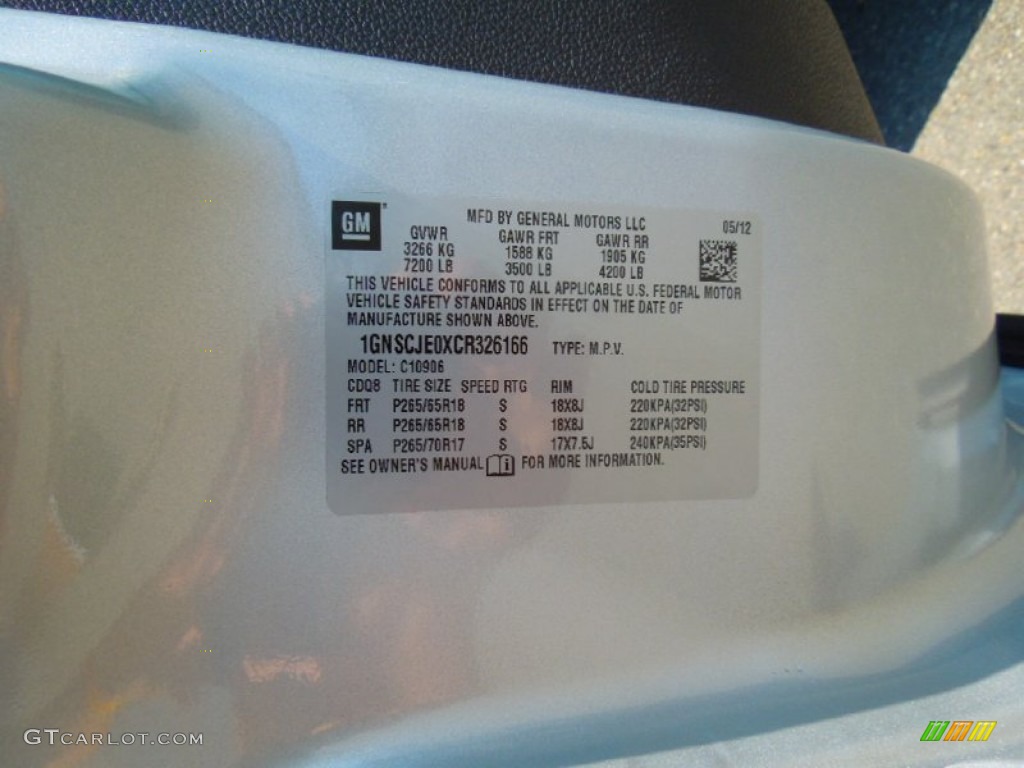 GM
MFD BY GENERAL MOTORS LLC 05/12
GVWR GAWR FRT GAWR RR
3266 KG 1588 KG 1905 KG
7200 LB 3500 LB 4200 LB
THIS VEHICLE CONFORMS TO ALL APPLICABLE U.S. FEDERAL MOTOR
VEHICLE SAFETY STANDARDS IN EFFECT ON THE DATE OF
MANUFACTURE SHOWN ABOVE.
1GNSCJE0XCR326166 TYPE: M.P.V.
MODEL: C10906
CDQ8 TIRE SIZE SPEED RTG RIM COLD TIRE PRESSURE
FRT P265/65R18 S 18X8J 220KPA(32PSI)
RR P265/65R18 S 18X8J 220KPA(32PSI)
SPA P265/70R17 S 17X7.5J 240KPA(35PSI)
SEE OWNER'S MANUAL i FOR MORE INFORMATION.
GTCARLOT.COM